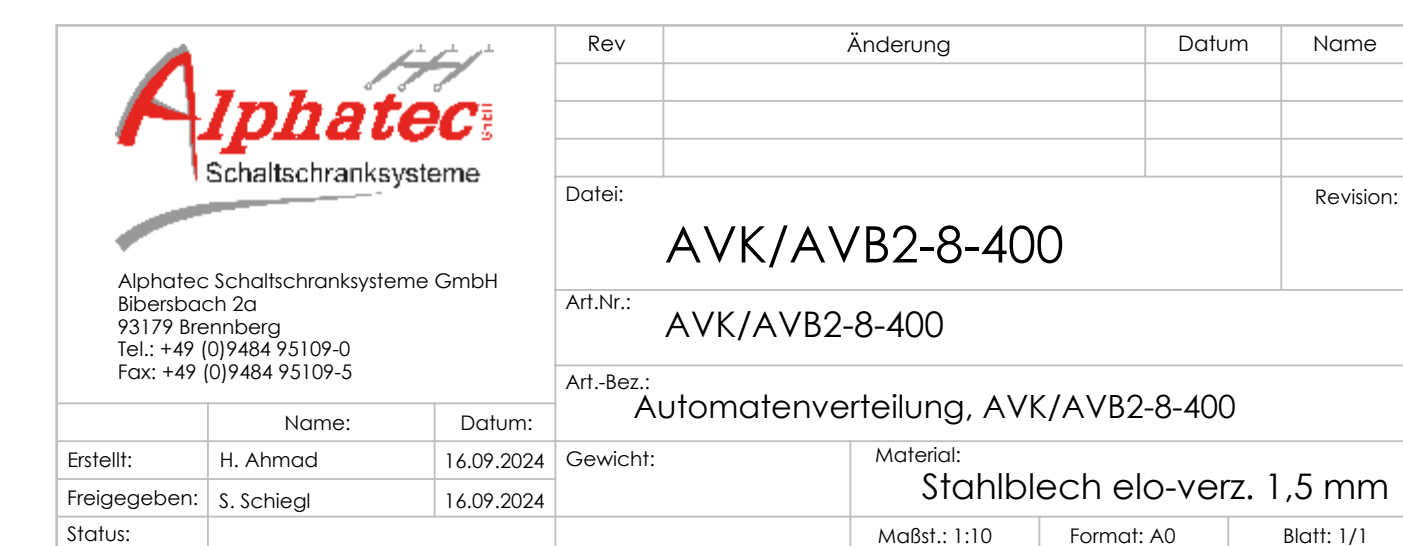 Alphatec GmbH
Schaltschranksysteme
Alphatec Schaltschranksysteme GmbH
Bibersbach 2a
93179 Brennberg
Tel.: +49 (0)9484 95109-0
Fax: +49 (0)9484 95109-5
Name: Datum:
Erstellt: H. Ahmad 16.09.2024
Freigegeben: S. Schiegl 16.09.2024
Status:
Rev Änderung Datum Name
Datei: Revision:
AVK/AVB2-8-400
Art.Nr.:
AVK/AVB2-8-400
Art.-Bez.:
Automatenverteilung, AVK/AVB2-8-400
Gewicht: Material:
Stahlblech elo-verz. 1,5 mm
Maßst.: 1:10 Format: A0 Blatt: 1/1